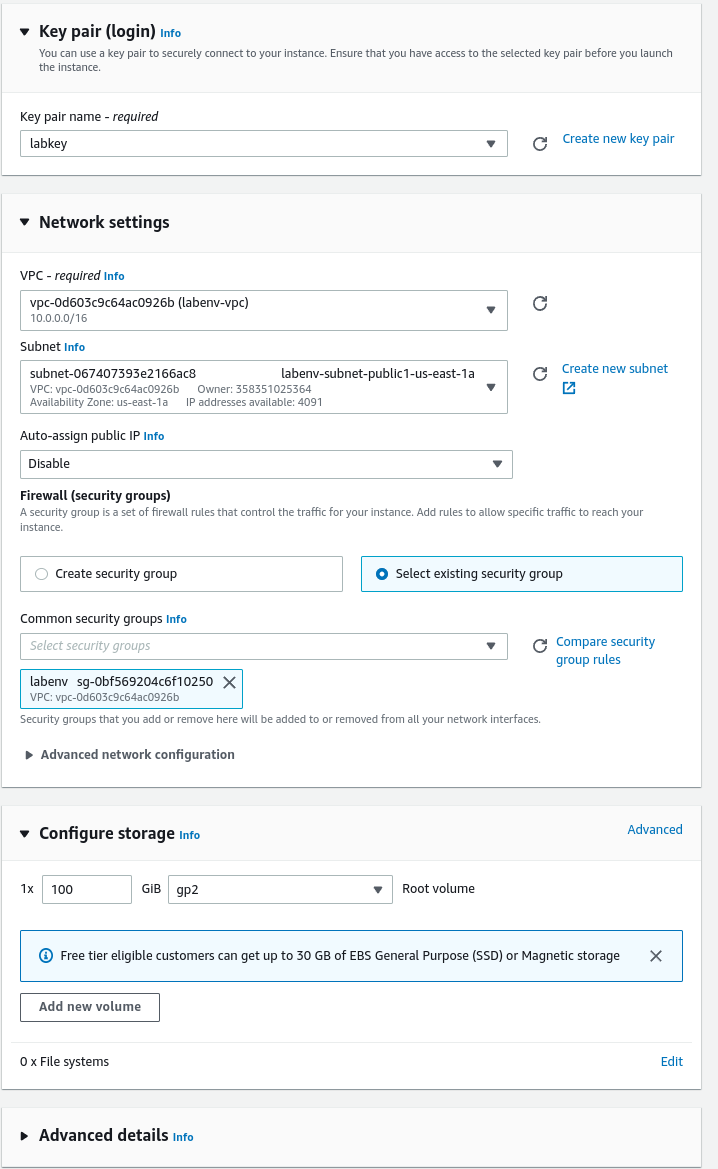 Key pair (login) Info
You can use a key pair to securely connect to your instance. Ensure that you have access to the selected key pair before you launch
the instance.
Key pair name - required
labkey
Create new key pair
Network settings
VPC - required Info
vpc-0d603c9c64ac0926b (labenv-vpc)
10.0.0.0/16
Subnet Info
subnet-067407393e2166ac8 labenv-subnet-public1-us-east-1a
VPC: vpc-0d603c9c64ac0926b Owner: 358351025364
Availability Zone: us-east-1a IP addresses available: 4091
Create new subnet
Auto-assign public IP Info
Disable
Firewall (security groups)
A security group is a set of firewall rules that control the traffic for your instance. Add rules to allow specific traffic to reach your
instance.
Create security group
Select existing security group
Common security groups Info
Select security groups
Compare security
group rules
labenv sg-0bf569204c6f10250
VPC: vpc-0d603c9c64ac0926b
Security groups that you add or remove here will be added to or removed from all your network interfaces.
Advanced network configuration
Configure storage Info
Advanced
1x 100 GiB gp2 Root volume
Free tier eligible customers can get up to 30 GB of EBS General Purpose (SSD) or Magnetic storage
Add new volume
0 x File systems
Edit
Advanced details Info